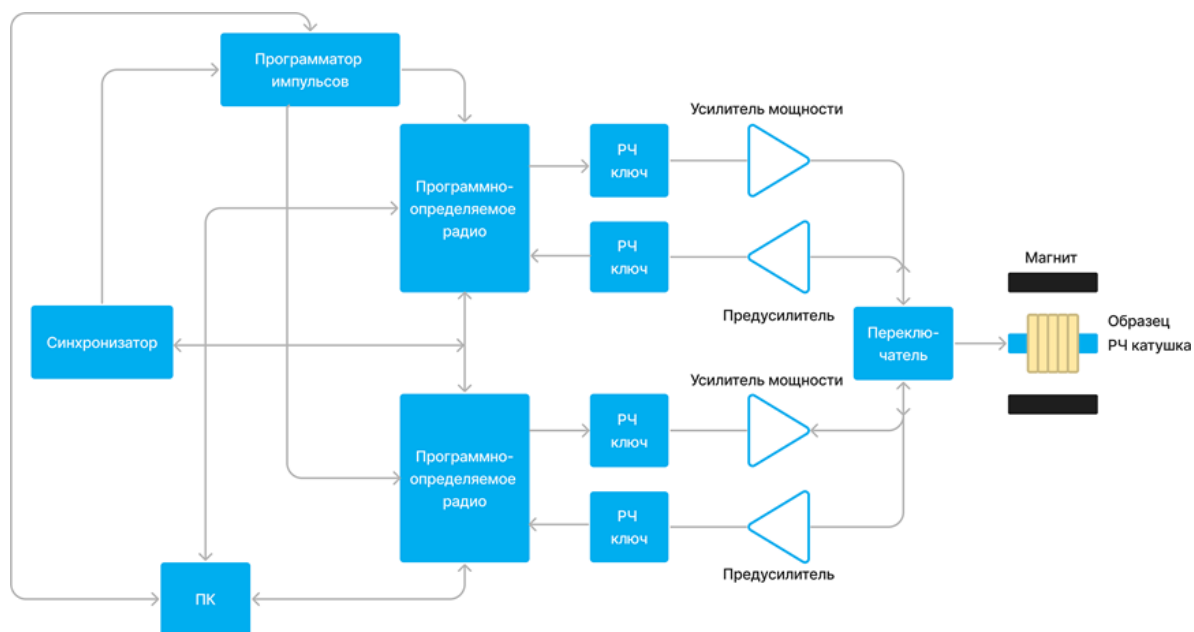 Программатор
импульсов
Усилитель мощности
РЧ
ключ
Программно-
определяемое
радио
РЧ
ключ
Предусилитель
Магнит
Образец
РЧ катушка
Синхронизатор
Переклю-
чатель
Усилитель мощности
РЧ
ключ
Программно-
определяемое
радио
РЧ
ключ
Предусилитель
ПК